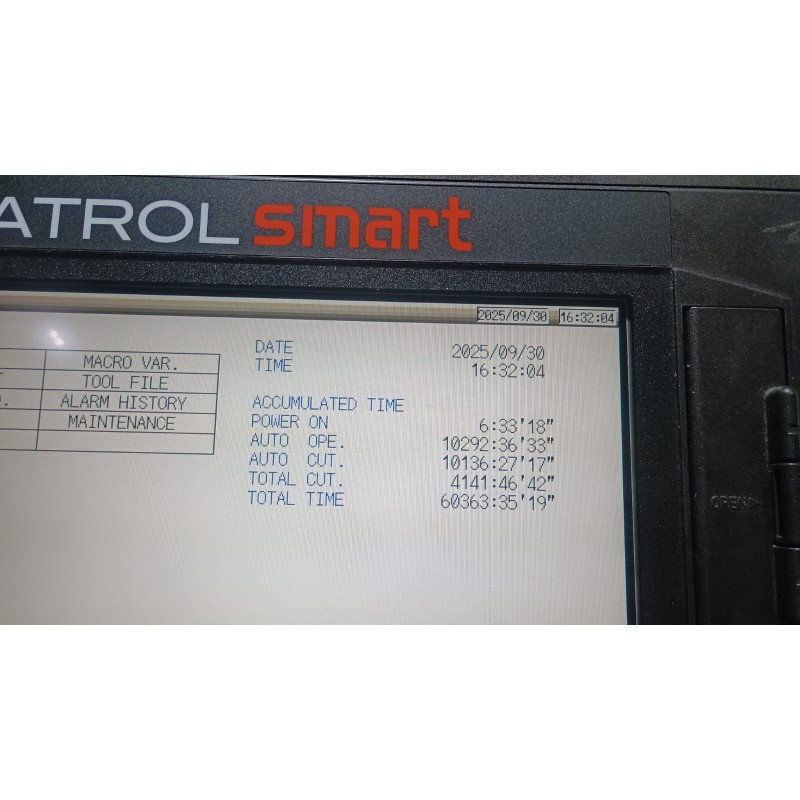 ATROL smart
2025/09/30 16:32:04
MACRO VAR.
TOOL FILE
ALARM HISTORY
MAINTENANCE
DATE 2025/09/30
TIME 16:32:04
ACCUMULATED TIME
POWER ON 6:33'18"
AUTO OPE. 10292:36'33"
AUTO CUT. 10136:27'17"
TOTAL CUT. 4141:46'42"
TOTAL TIME 60363:35'19"
OPEN